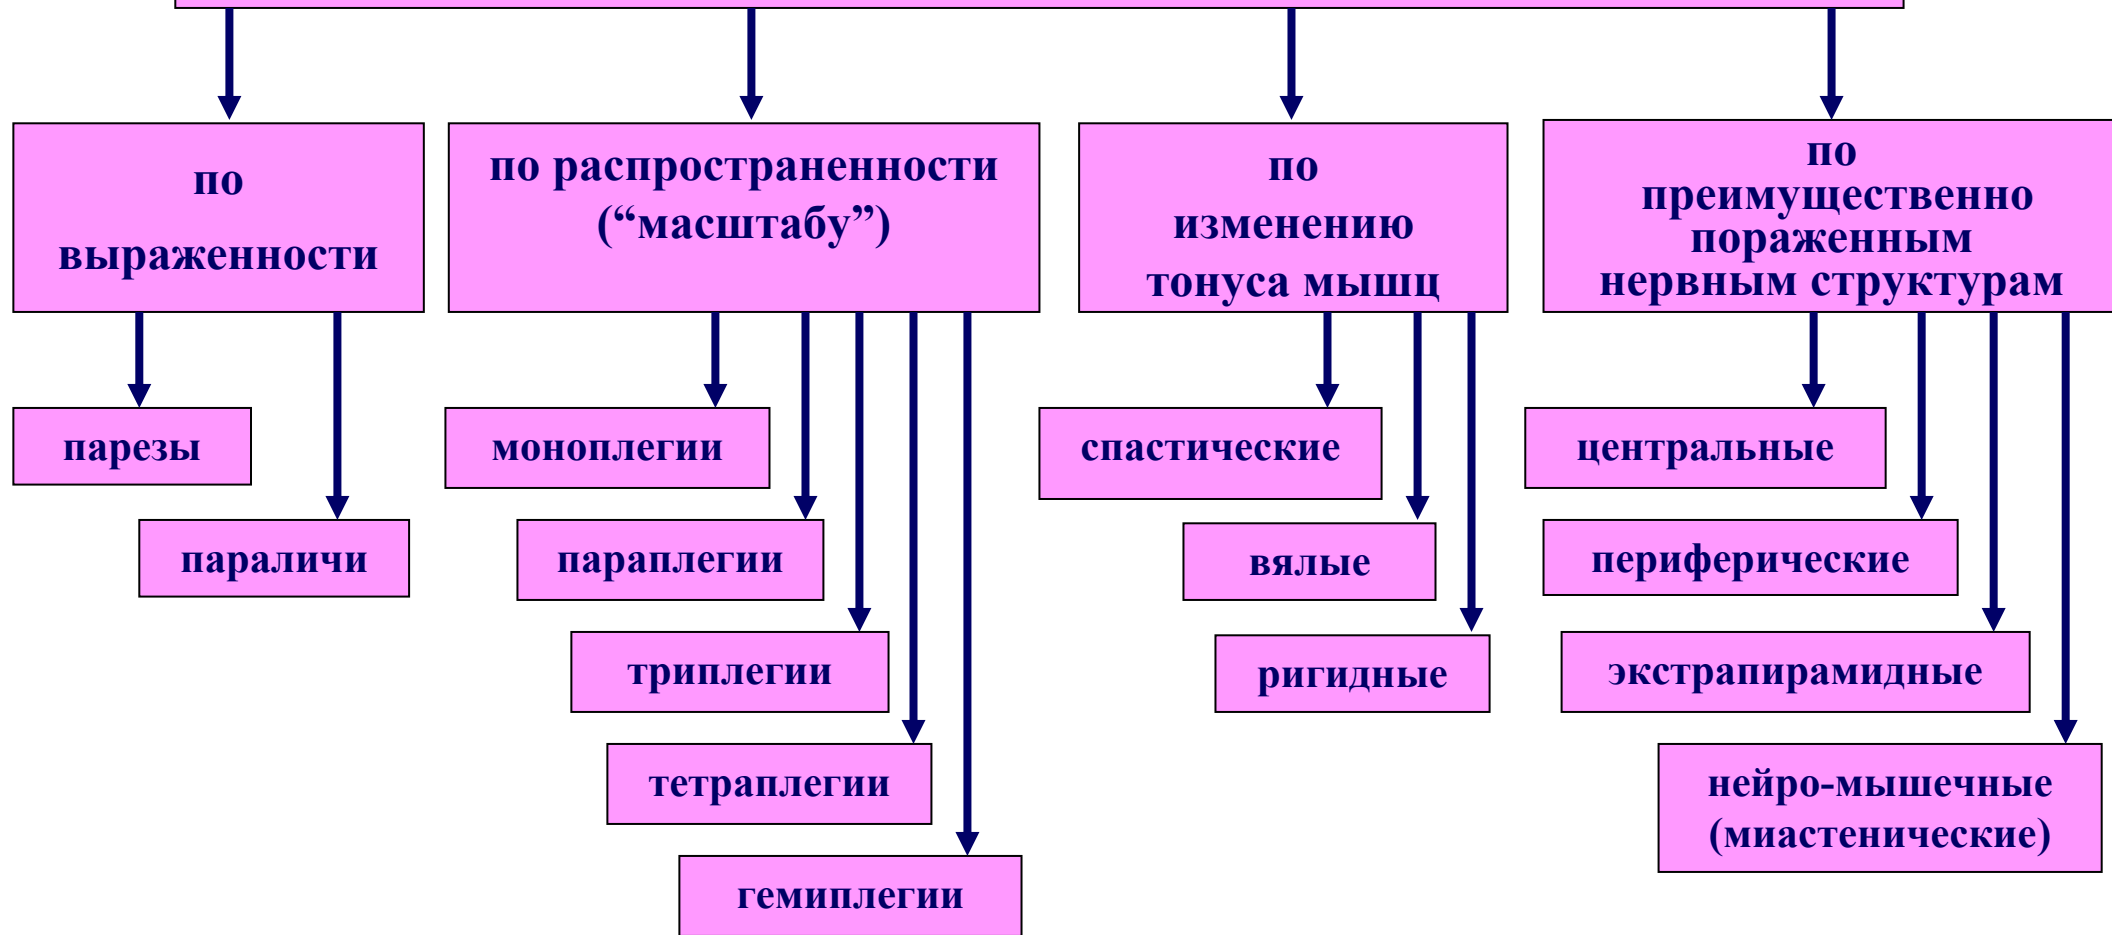 по
выраженности
по распространенности
(“масштабу”)
по
изменению
тонуса мышц
по
преимущественно
пораженным
нервным структурам
парезы
параличи
моноплегии
параплегии
триплегии
тетраплегии
гемиплегии
спастические
вялые
ригидные
центральные
периферические
экстрапирамидные
нейро-мышечные
(миастенические)